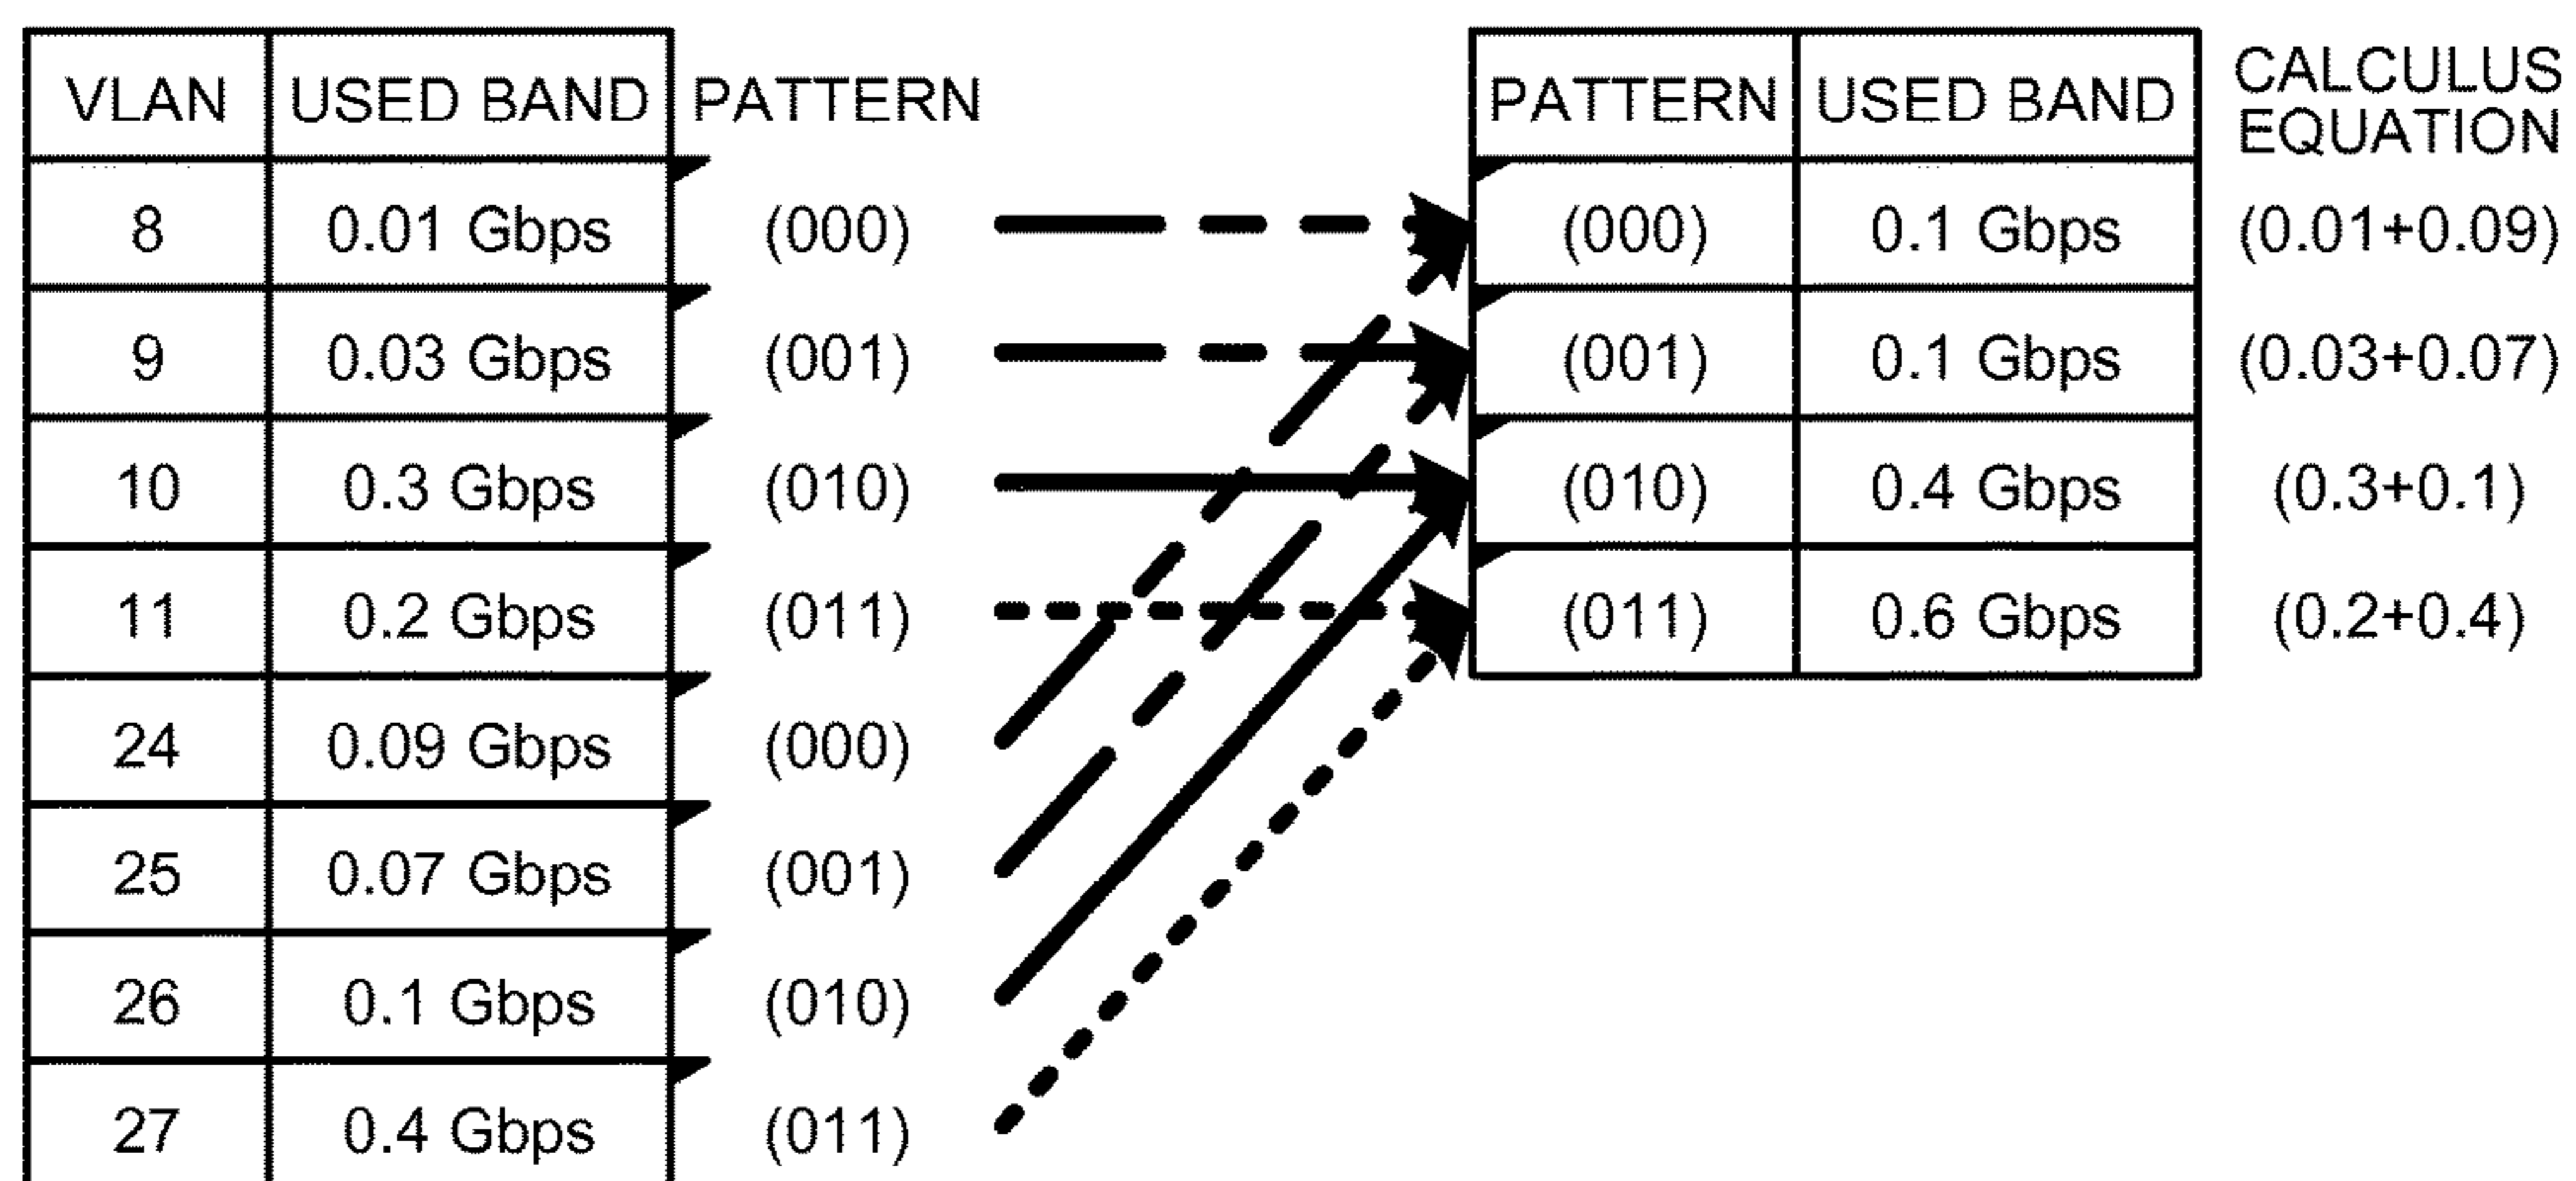 VLAN USED BAND PATTERN
8 0.01 Gbps (000)
9 0.03 Gbps (001)
10 0.3 Gbps (010)
11 0.2 Gbps (011)
24 0.09 Gbps (000)
25 0.07 Gbps (001)
26 0.1 Gbps (010)
27 0.4 Gbps (011)
PATTERN USED BAND CALCULUS
EQUATION
(000) 0.1 Gbps (0.01+0.09)
(001) 0.1 Gbps (0.03+0.07)
(010) 0.4 Gbps (0.3+0.1)
(011) 0.6 Gbps (0.2+0.4)